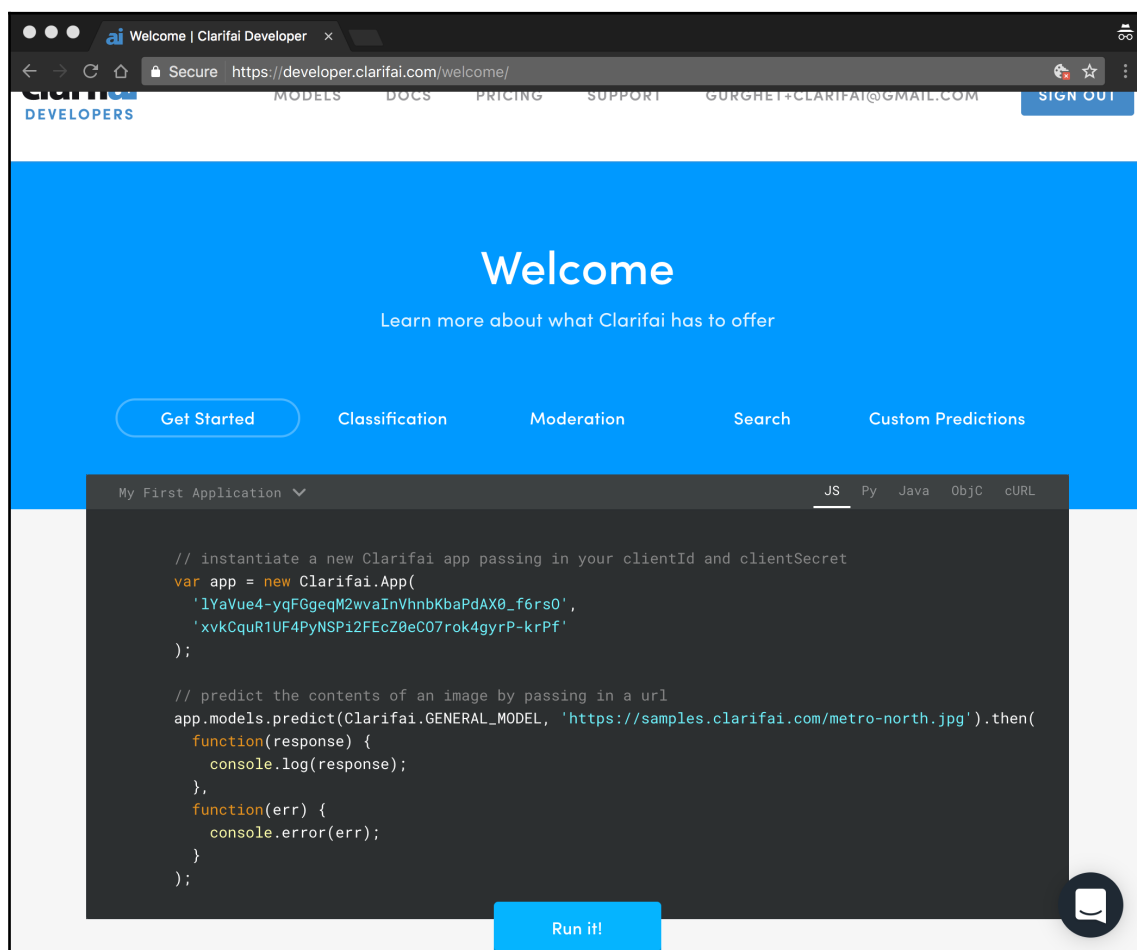 ai Welcome | Clarifai Developer ×
Secure https://developer.clarifai.com/welcome/
Clarifai
DEVELOPERS
MODELS DOCS PRICING SUPPORT GURGHET+CLARIFAI@GMAIL.COM SIGN OUT
Welcome
Learn more about what Clarifai has to offer
Get Started Classification Moderation Search Custom Predictions
My First Application JS Py Java ObjC cURL
// instantiate a new Clarifai app passing in your clientId and clientSecret
var app = new Clarifai.App(
'lYaVue4-yqFGgeqM2wvaInVhnbKbaPdAX0_f6rsO',
'xvkCquR1UF4PyNSPi2FEcZ0eCO7rok4gyrP-krPf'
);
// predict the contents of an image by passing in a url
app.models.predict(Clarifai.GENERAL_MODEL, 'https://samples.clarifai.com/metro-north.jpg').then(
function(response) {
console.log(response);
},
function(err) {
console.error(err);
}
);
Run it!